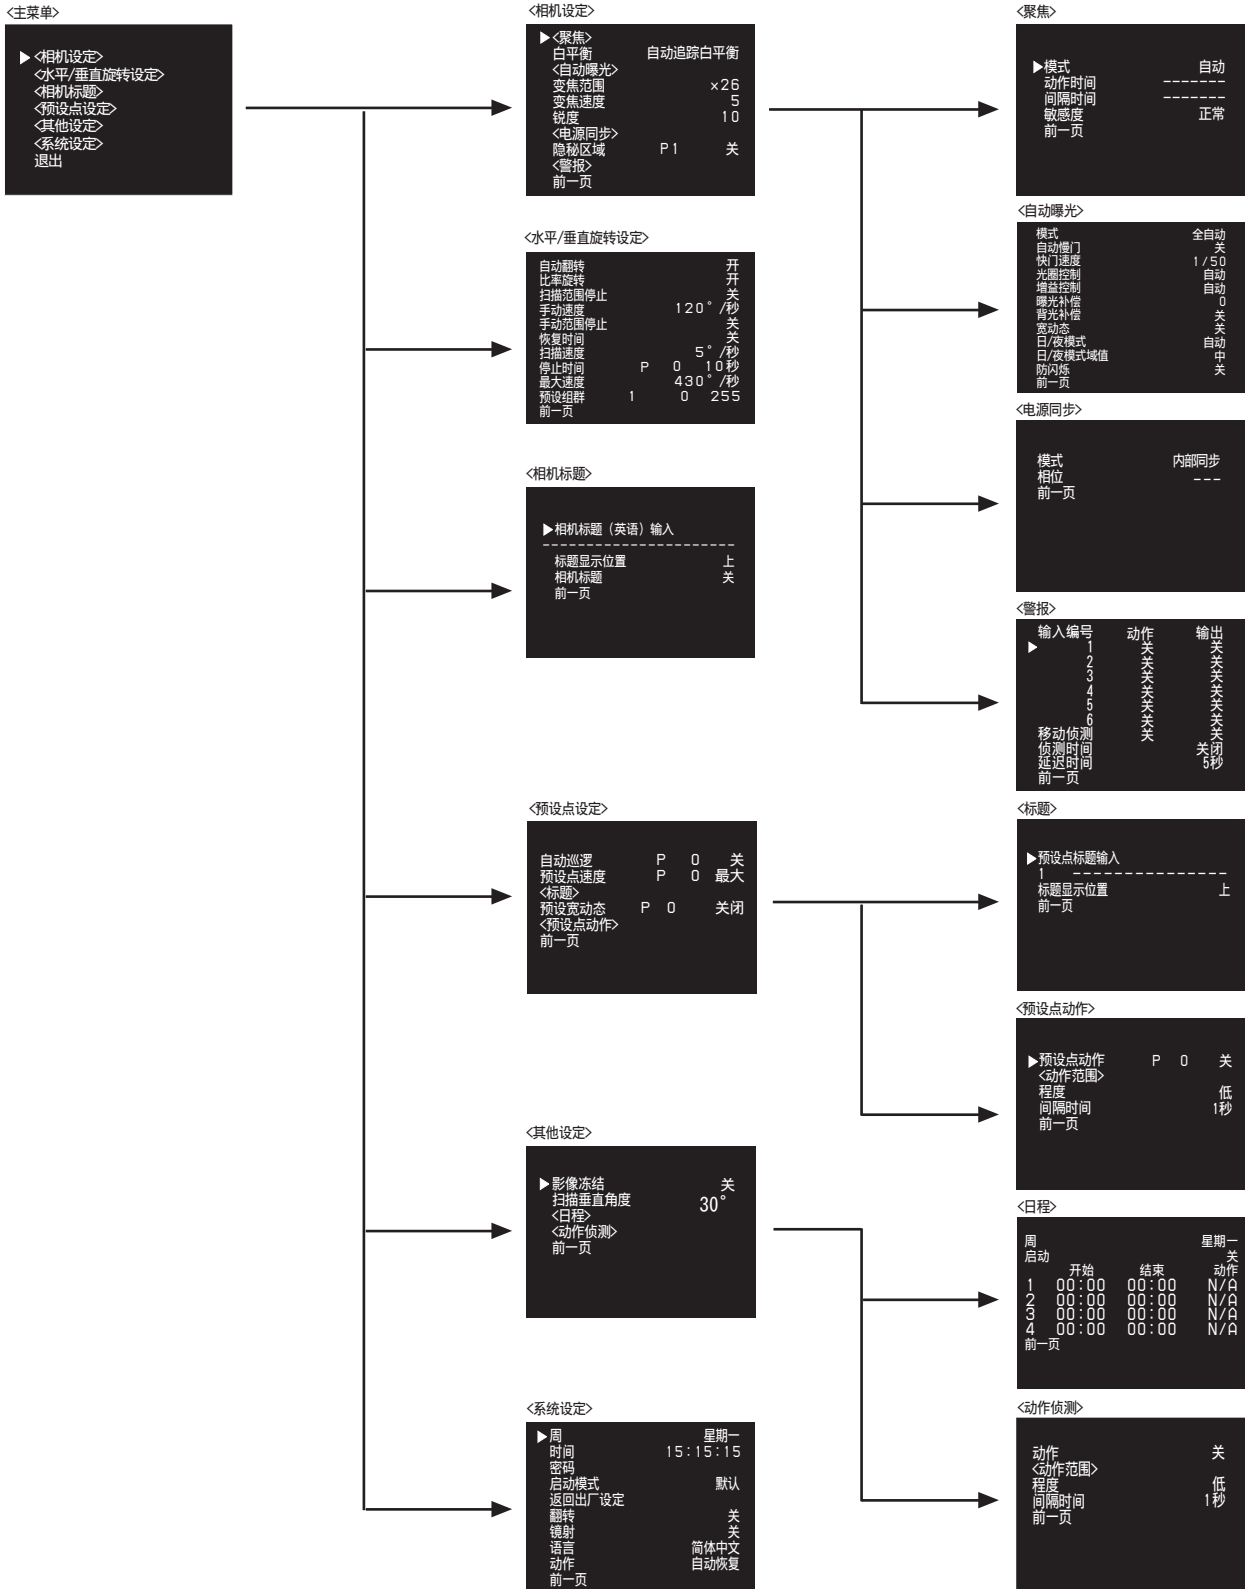 <主菜单>
▶<相机设定>
<水平/垂直旋转设定>
<相机标题>
<预设点设定>
<其他设定>
<系统设定>
退出
<相机设定>
▶<聚焦>
白平衡 自动追踪白平衡
<自动曝光>
变焦范围 ×26
变焦速度 5
锐度 10
<电源同步>
隐秘区域 P1 关
<警报>
前一页
<水平/垂直旋转设定>
自动翻转 开
比率旋转 开
扫描范围停止 关
手动速度 120°/秒
手动范围停止 关
恢复时间 关
扫描速度 5°/秒
停止时间 P 0 10秒
最大速度 430°/秒
预设组群 1 0 255
前一页
<相机标题>
▶相机标题（英语）输入
------------------------
标题显示位置 上
相机标题 关
前一页
<预设点设定>
自动巡逻 P 0 关
预设点速度 P 0 最大
<标题>
预设宽动态 P 0 关闭
<预设点动作>
前一页
<其他设定>
▶影像冻结 关
扫描垂直角度 30°
<日程>
<动作侦测>
前一页
<系统设定>
▶周 星期一
时间 15:15:15
密码
启动模式 默认
返回出厂设定
翻转 关
镜射 关
语言 简体中文
动作 自动恢复
前一页
<聚焦>
▶模式 自动
动作时间 -------
间隔时间 -------
敏感度 正常
前一页
<自动曝光>
模式 全自动
自动慢门 关
快门速度 1/50
光圈控制 自动
增益控制 自动
曝光补偿 0
背光补偿 关
宽动态 关
日/夜模式 自动
日/夜模式域值 中
防闪烁 关
前一页
<电源同步>
模式 内部同步
相位 ---
前一页
<警报>
输入编号 动作 输出
▶ 1 关 关
2 关 关
3 关 关
4 关 关
5 关 关
6 关 关
移动侦测 关 关
侦测时间 关闭
延迟时间 5秒
前一页
<标题>
▶预设点标题输入
1 ----------------
标题显示位置 上
前一页
<预设点动作>
▶预设点动作 P 0 关
<动作范围>
程度 低
间隔时间 1秒
前一页
<日程>
周 星期一
启动 关
开始 结束 动作
1 00:00 00:00 N/A
2 00:00 00:00 N/A
3 00:00 00:00 N/A
4 00:00 00:00 N/A
前一页
<动作侦测>
动作 关
<动作范围>
程度 低
间隔时间 1秒
前一页